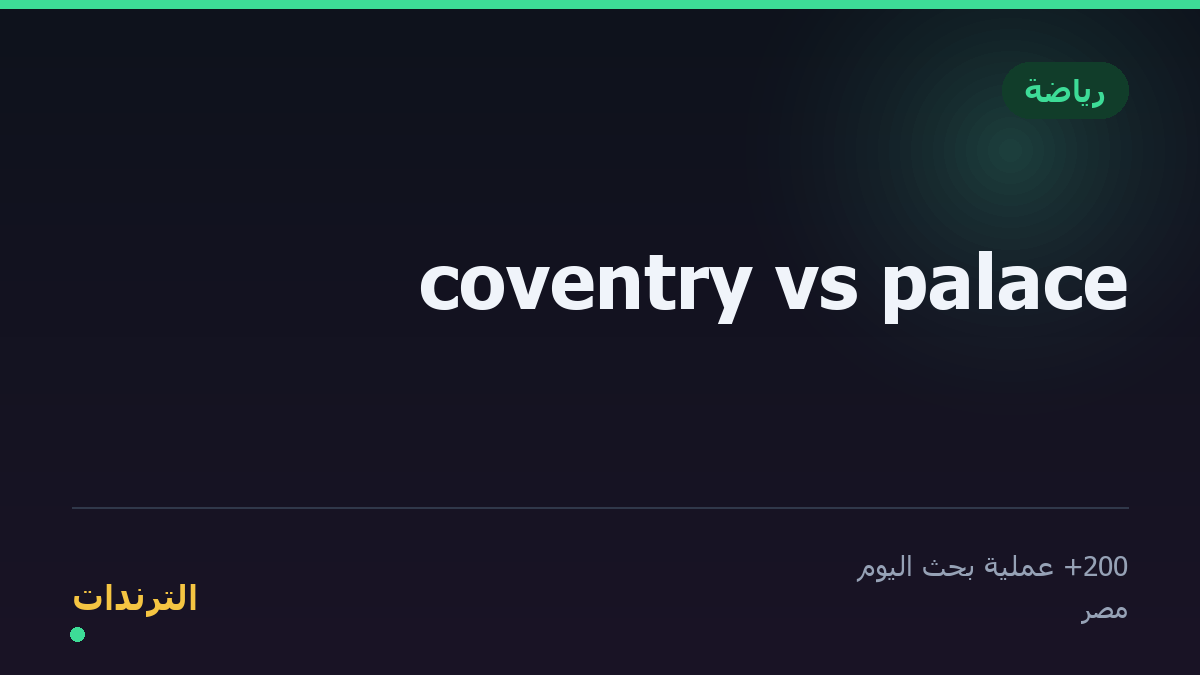 رياضة
coventry vs palace
+200 عملية بحث اليوم
مصر
الترندات